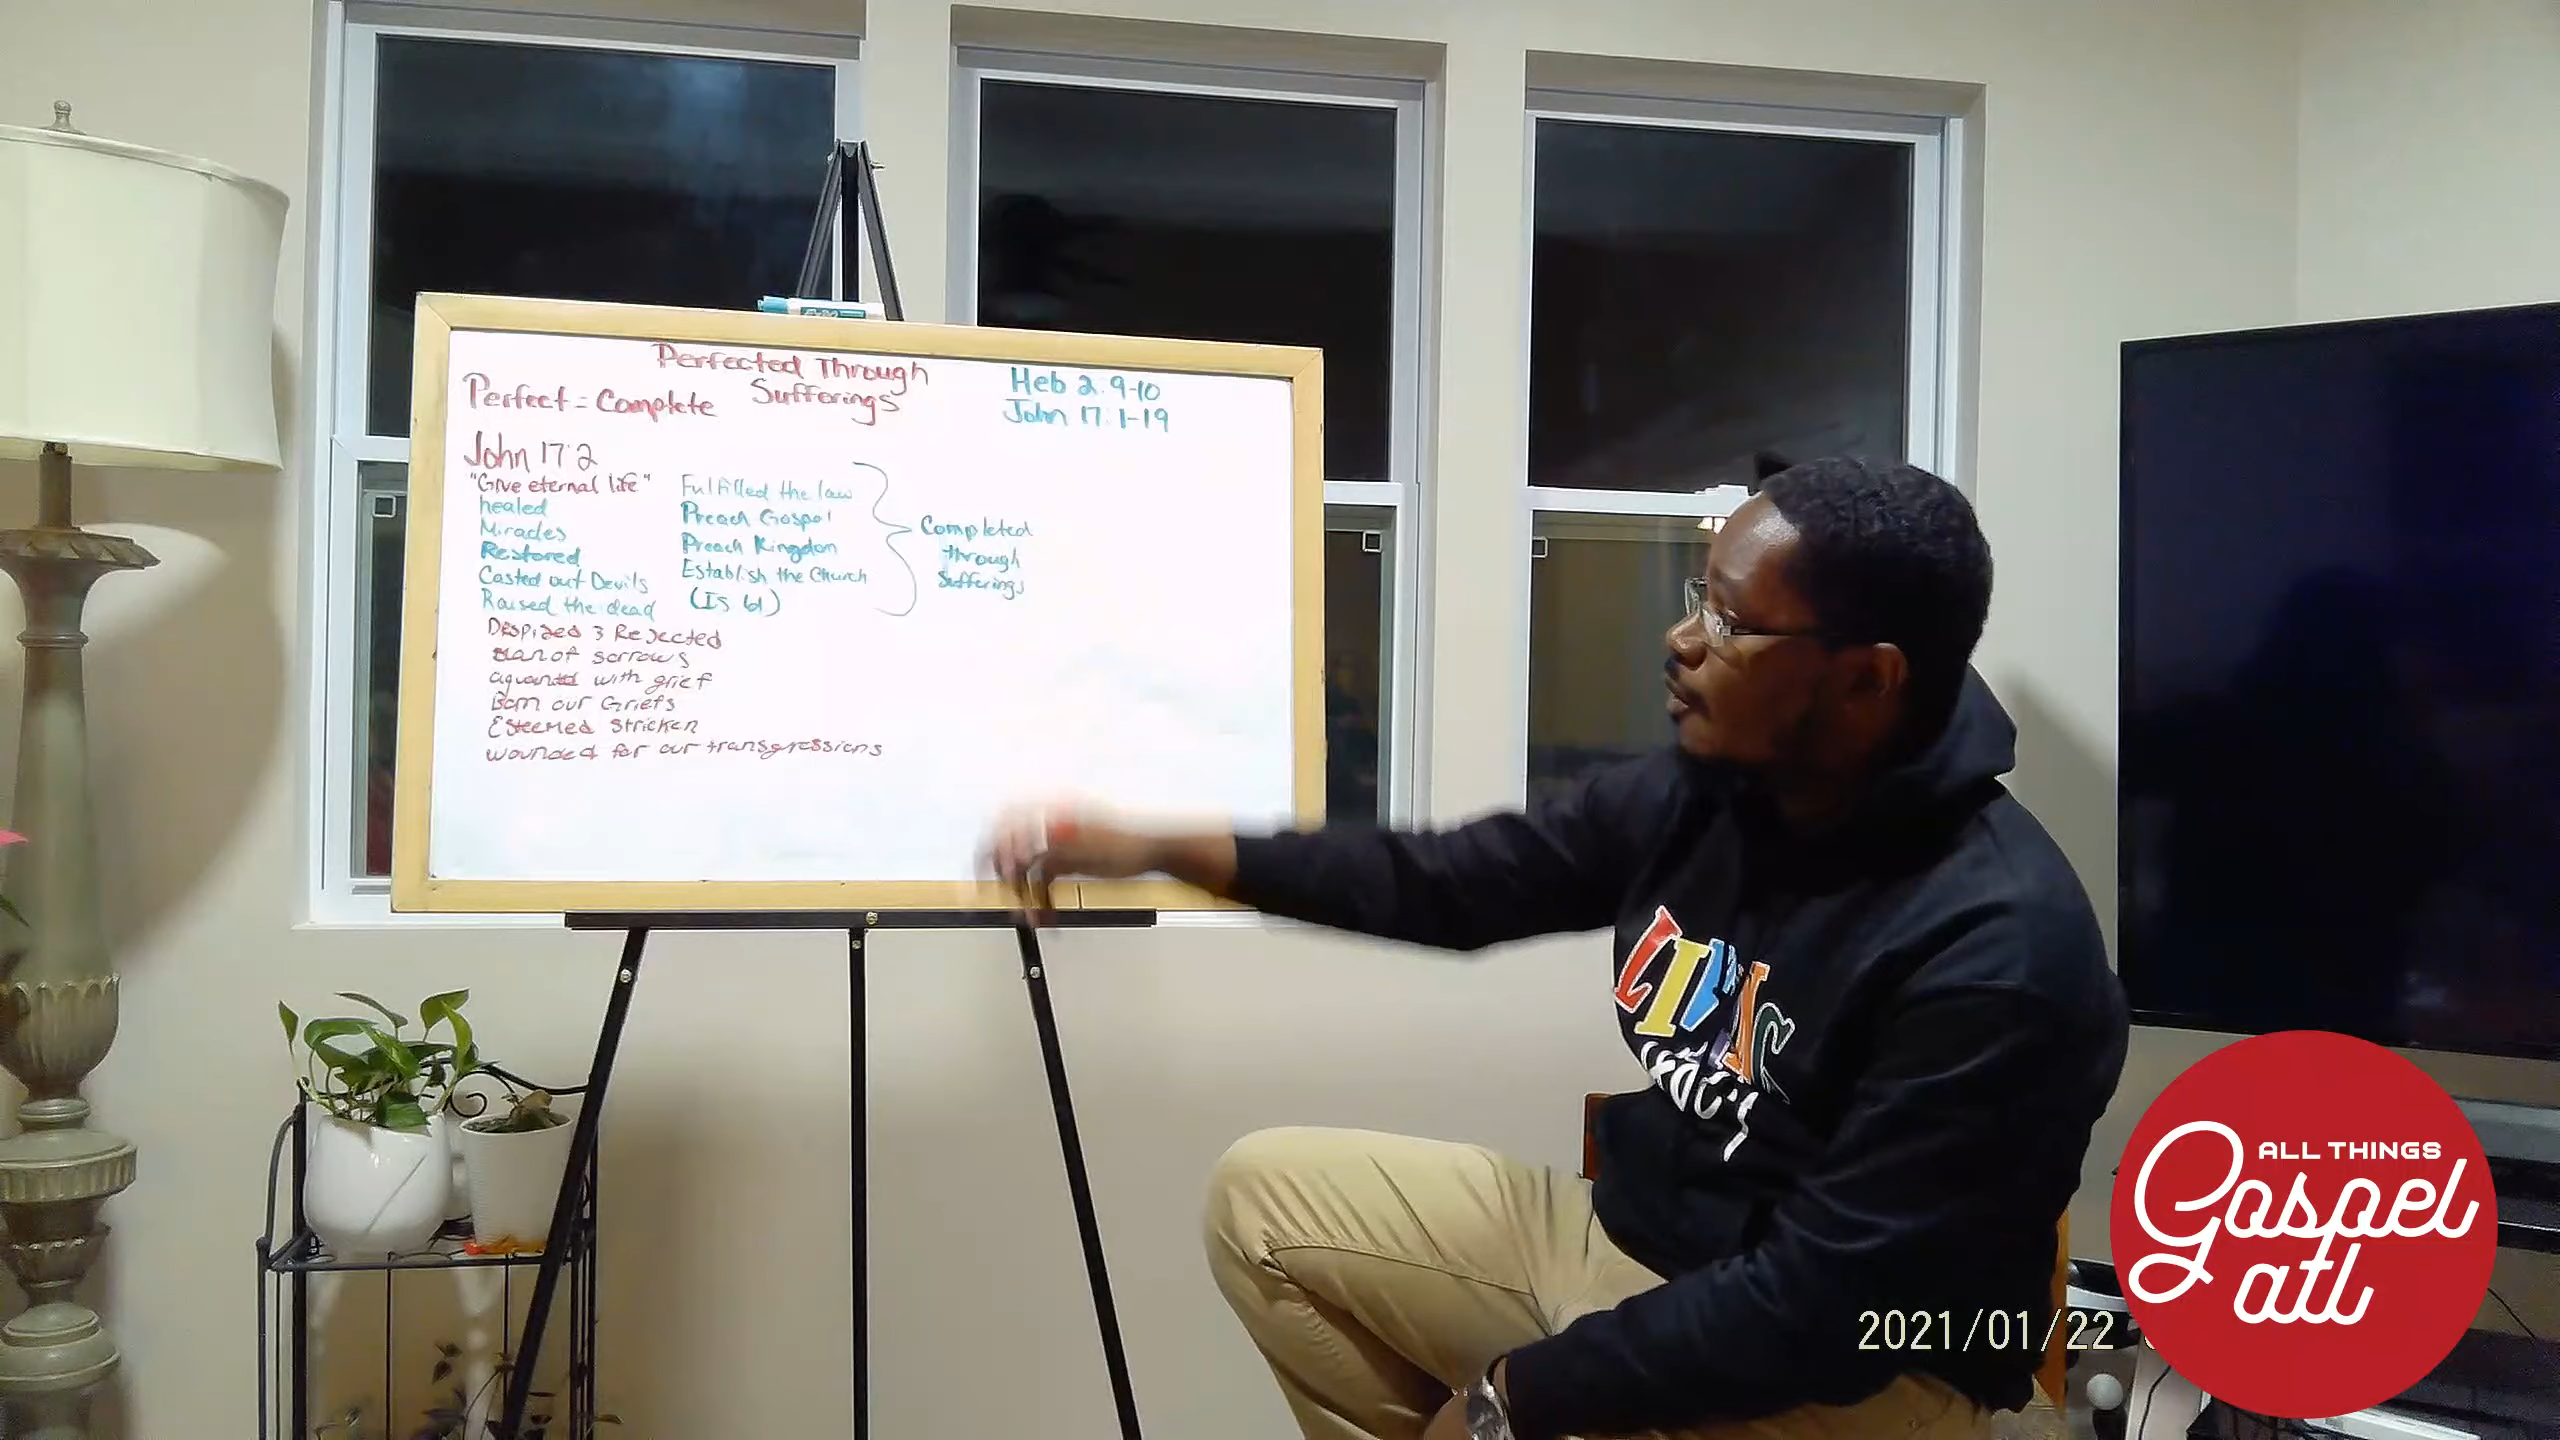 Perfected Through
Sufferings
Perfect = Complete
Heb 2:9-10
John 17:1-19
John 17:2
"Give eternal life"
healed
Miracles
Restored
Casted out Devils
Raised the dead
Fulfilled the law
Preach Gospel
Preach Kingdom
Establish the Church
(Is 61)
Completed
through
Sufferings
Despised & Rejected
man of sorrows
with grief
Born our Griefs
Esteemed Stricken
wounded for our transgressions
LIVING
ALL THINGS
Gospel
atl
2021/01/22